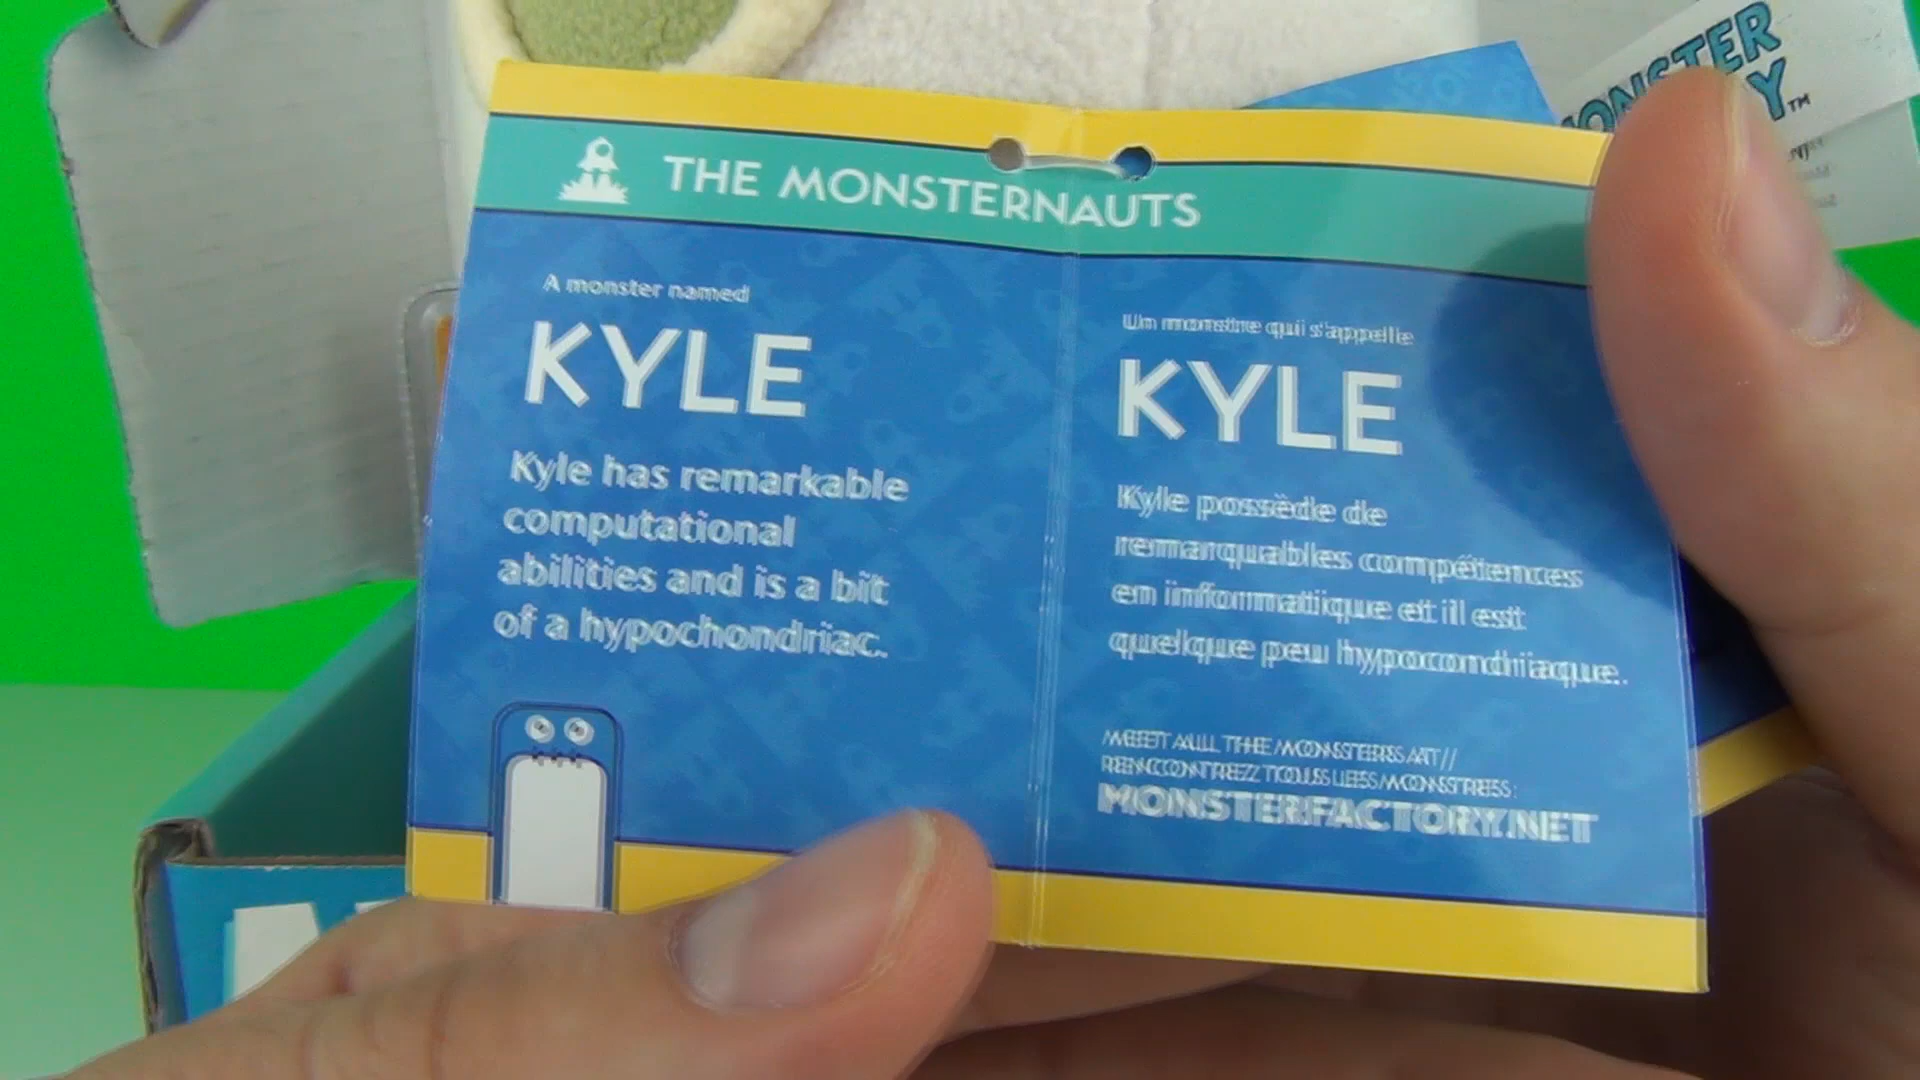 THE MONSTERNAUTS
A monster named
KYLE
Kyle has remarkable
computational
abilities and is a bit
of a hypochondriac.
Un monstre qui s'appelle
KYLE
Kyle possède de
remarquables compétences
en informatique et il est
quelque peu hypocondriaque.
MEET ALL THE MONSTERS AT //
RENCONTREZ TOUS LES MONSTRES:
MONSTERFACTORY.NET
MONSTER
Y™